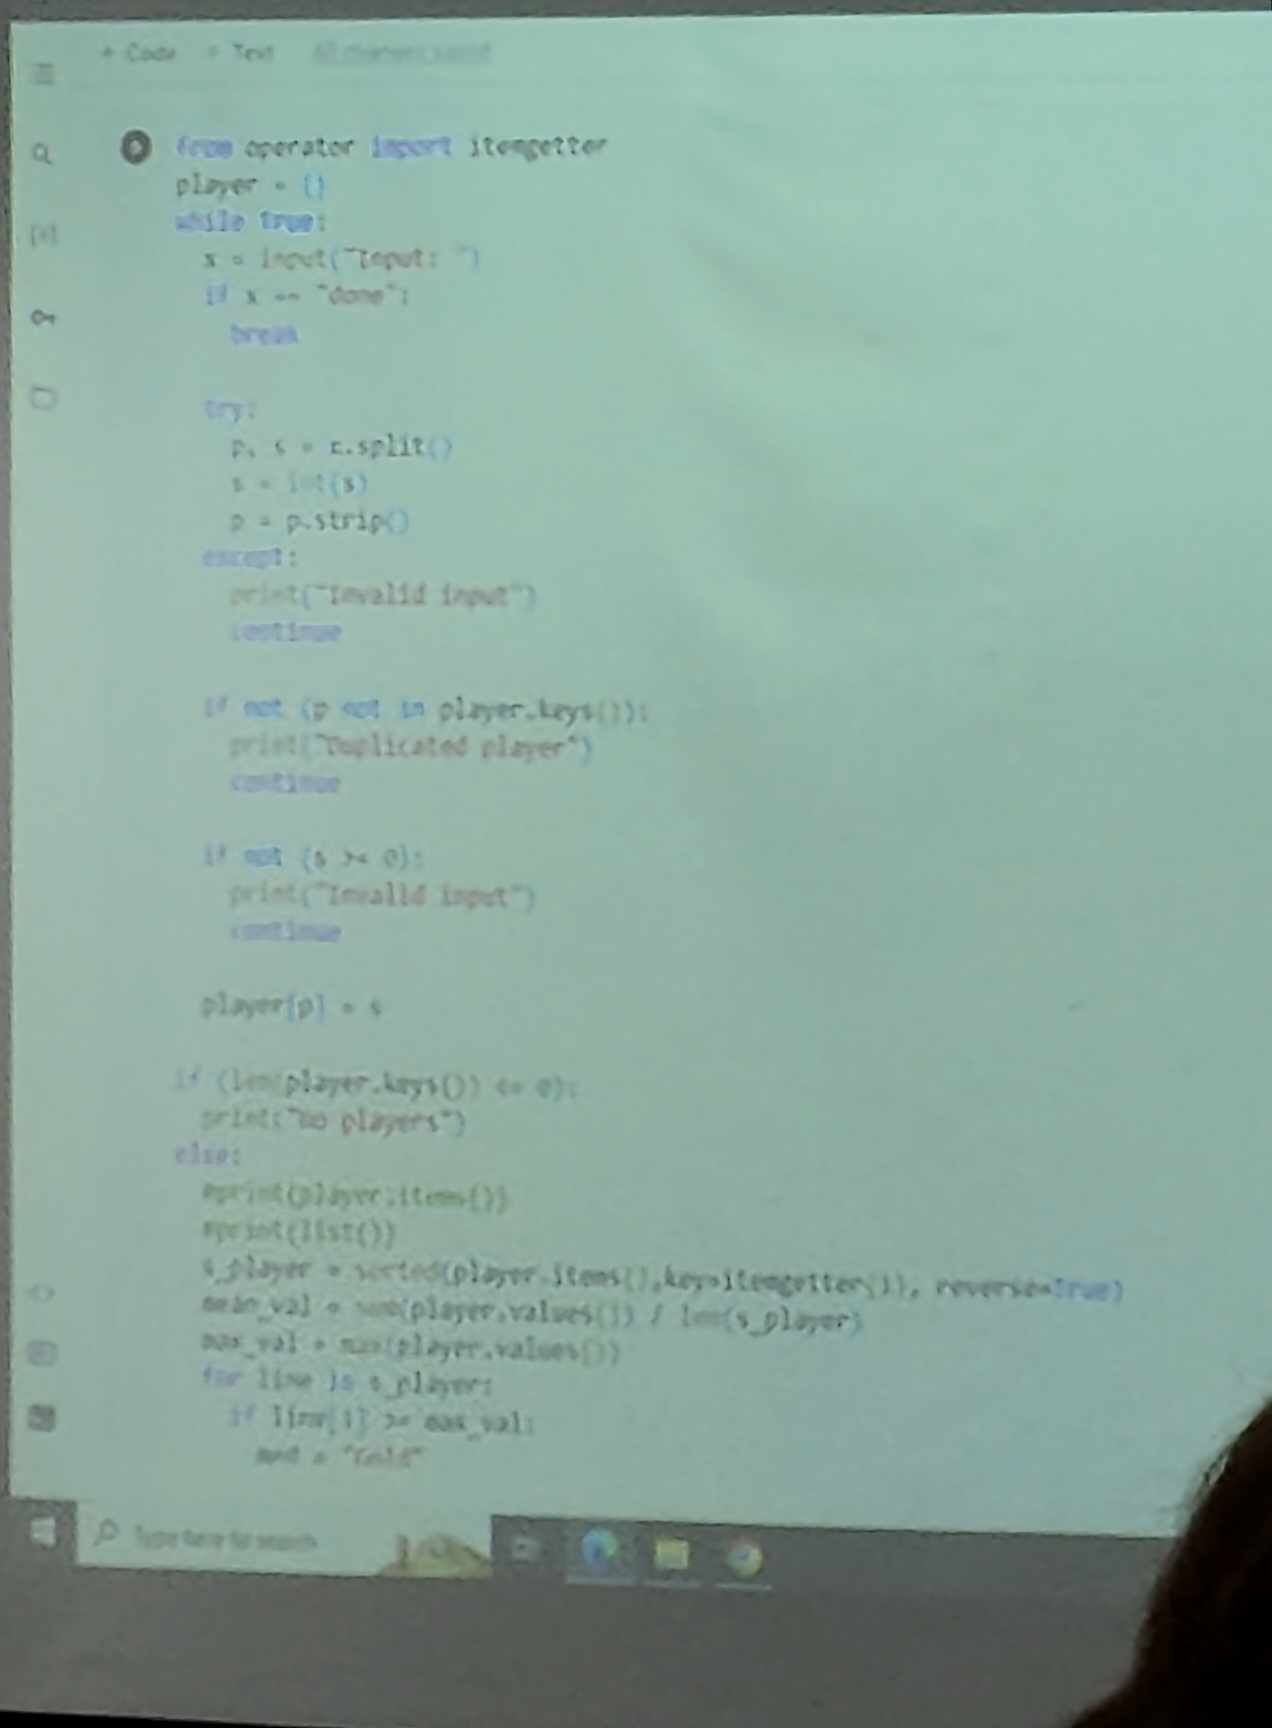 + Code + Text All changes saved
from operator import itemgetter
player = {}
while True:
x = input("Input: ")
if x == "done":
break
try:
p, s = x.split()
s = int(s)
p = p.strip()
except:
print("Invalid input")
continue
if not (p not in player.keys()):
print("Duplicated player")
continue
if not (s >= 0):
print("Invalid input")
continue
player[p] = s
if (len(player.keys()) <= 0):
print("No players")
else:
#print(player.items())
#print(list())
s_player = sorted(player.items(),key=itemgetter(1), reverse=True)
mean_val = sum(player.values()) / len(s_player)
max_val = max(player.values())
for line in s_player:
if line[1] >= max_val:
med = "Gold"
Type here to search